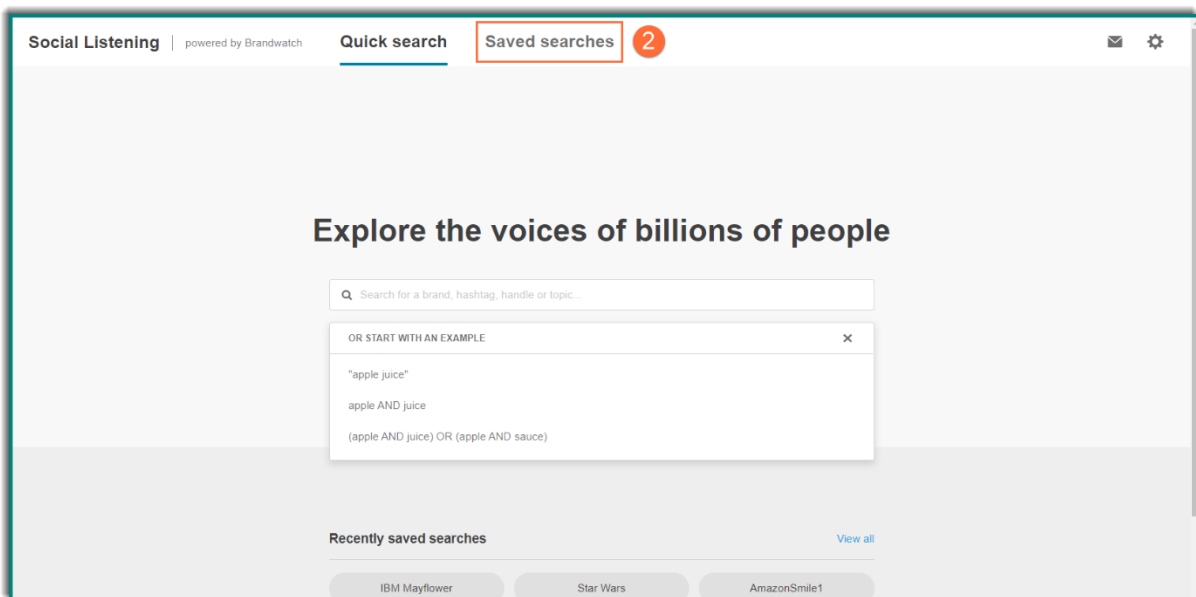 Social Listening | powered by Brandwatch Quick search Saved searches 2
Explore the voices of billions of people
Search for a brand, hashtag, handle or topic...
OR START WITH AN EXAMPLE
"apple juice"
apple AND juice
(apple AND juice) OR (apple AND sauce)
Recently saved searches View all
IBM Mayflower Star Wars AmazonSmile1